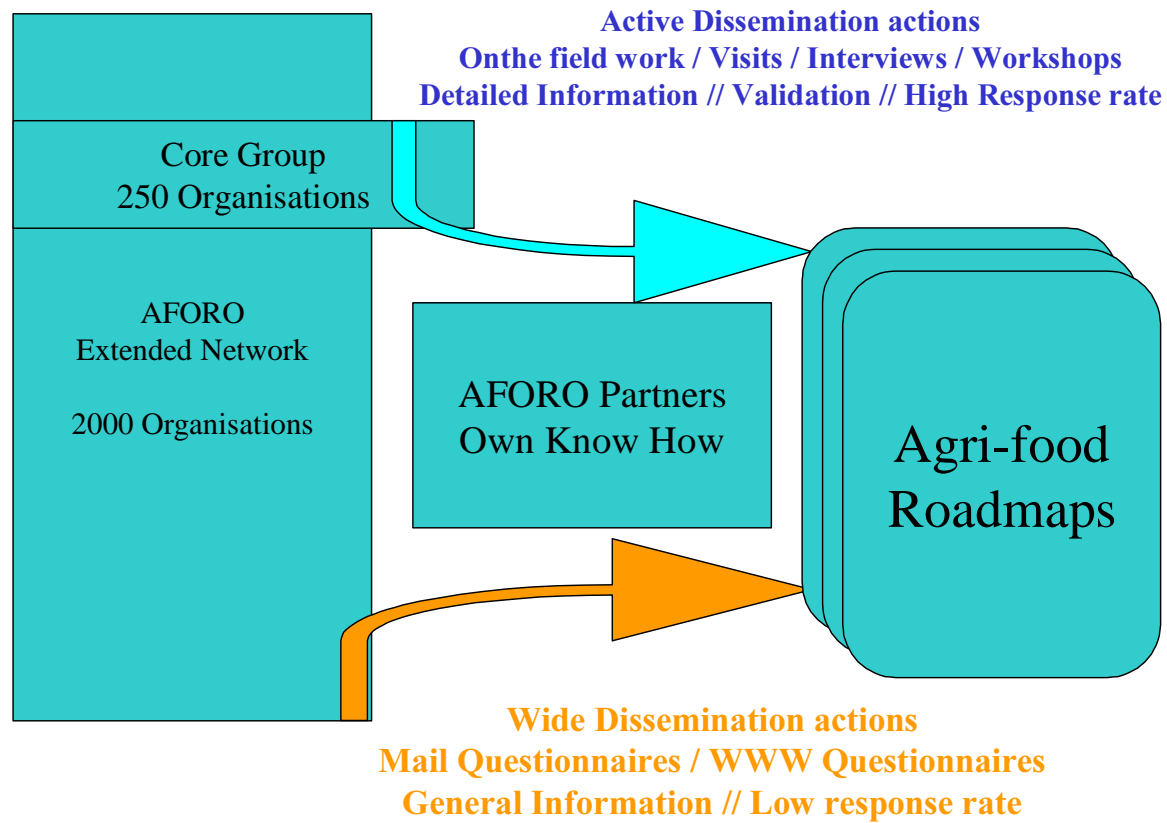 Active Dissemination actions
Onthe field work / Visits / Interviews / Workshops
Detailed Information // Validation // High Response rate
Core Group
250 Organisations
AFORO
Extended Network
2000 Organisations
AFORO Partners
Own Know How
Agri-food
Roadmaps
Wide Dissemination actions
Mail Questionnaires / WWW Questionnaires
General Information // Low response rate